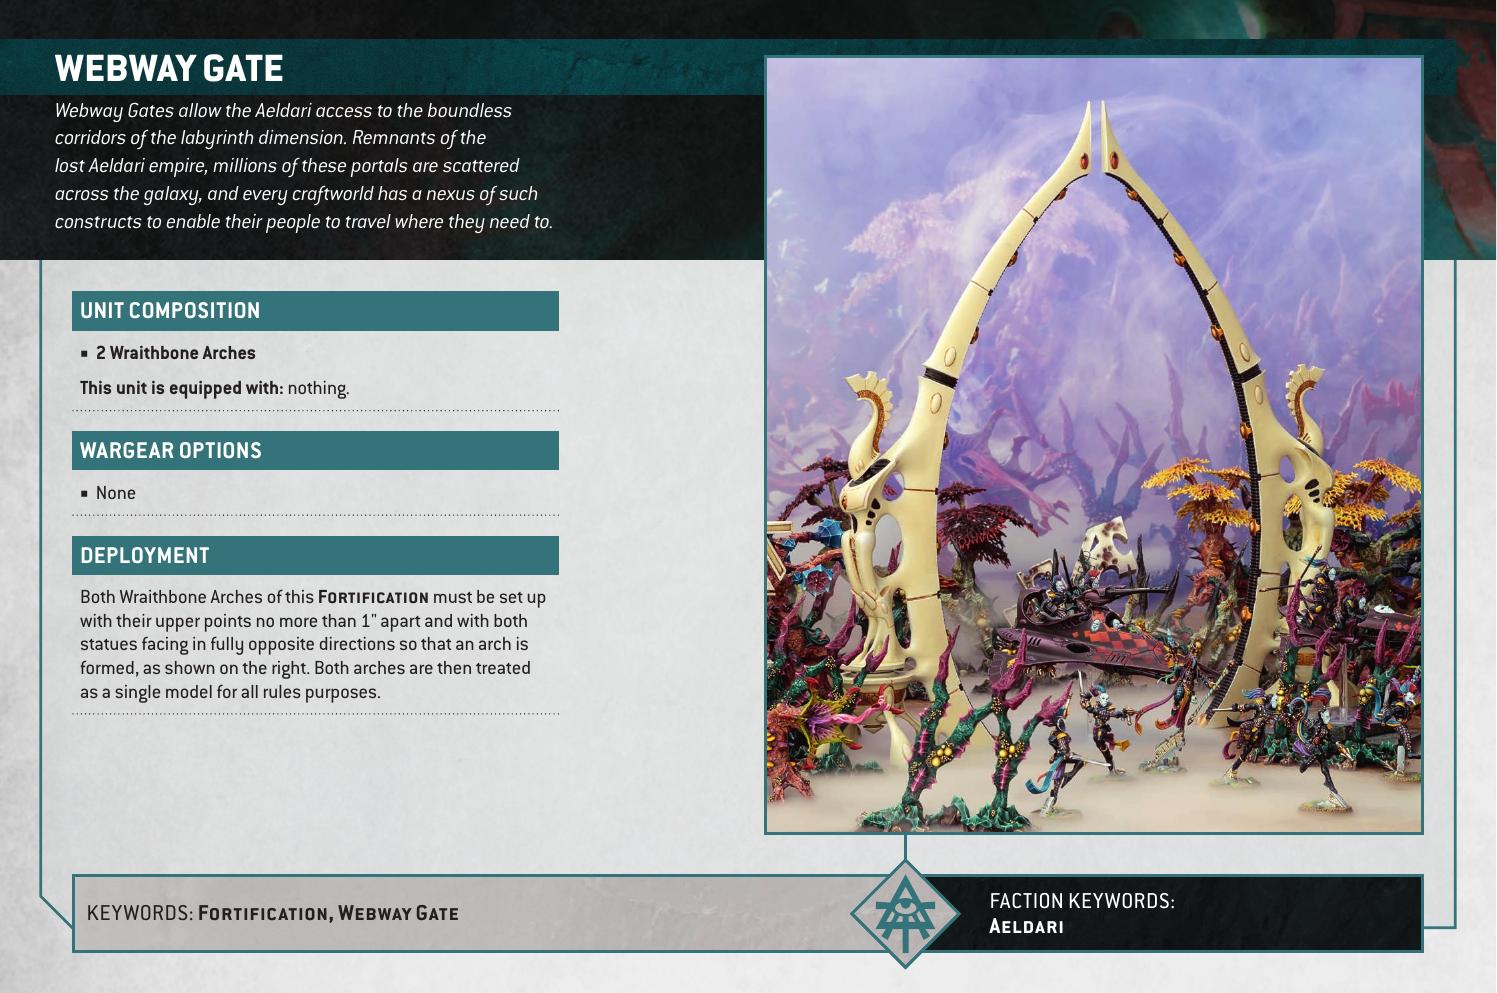 WEBWAY GATE
Webway Gates allow the Aeldari access to the boundless
corridors of the labyrinth dimension. Remnants of the
lost Aeldari empire, millions of these portals are scattered
across the galaxy, and every craftworld has a nexus of such
constructs to enable their people to travel where they need to.
UNIT COMPOSITION
▪ 2 Wraithbone Arches
This unit is equipped with: nothing.
WARGEAR OPTIONS
▪ None
DEPLOYMENT
Both Wraithbone Arches of this FORTIFICATION must be set up
with their upper points no more than 1" apart and with both
statues facing in fully opposite directions so that an arch is
formed, as shown on the right. Both arches are then treated
as a single model for all rules purposes.
KEYWORDS: FORTIFICATION, WEBWAY GATE
FACTION KEYWORDS:
AELDARI